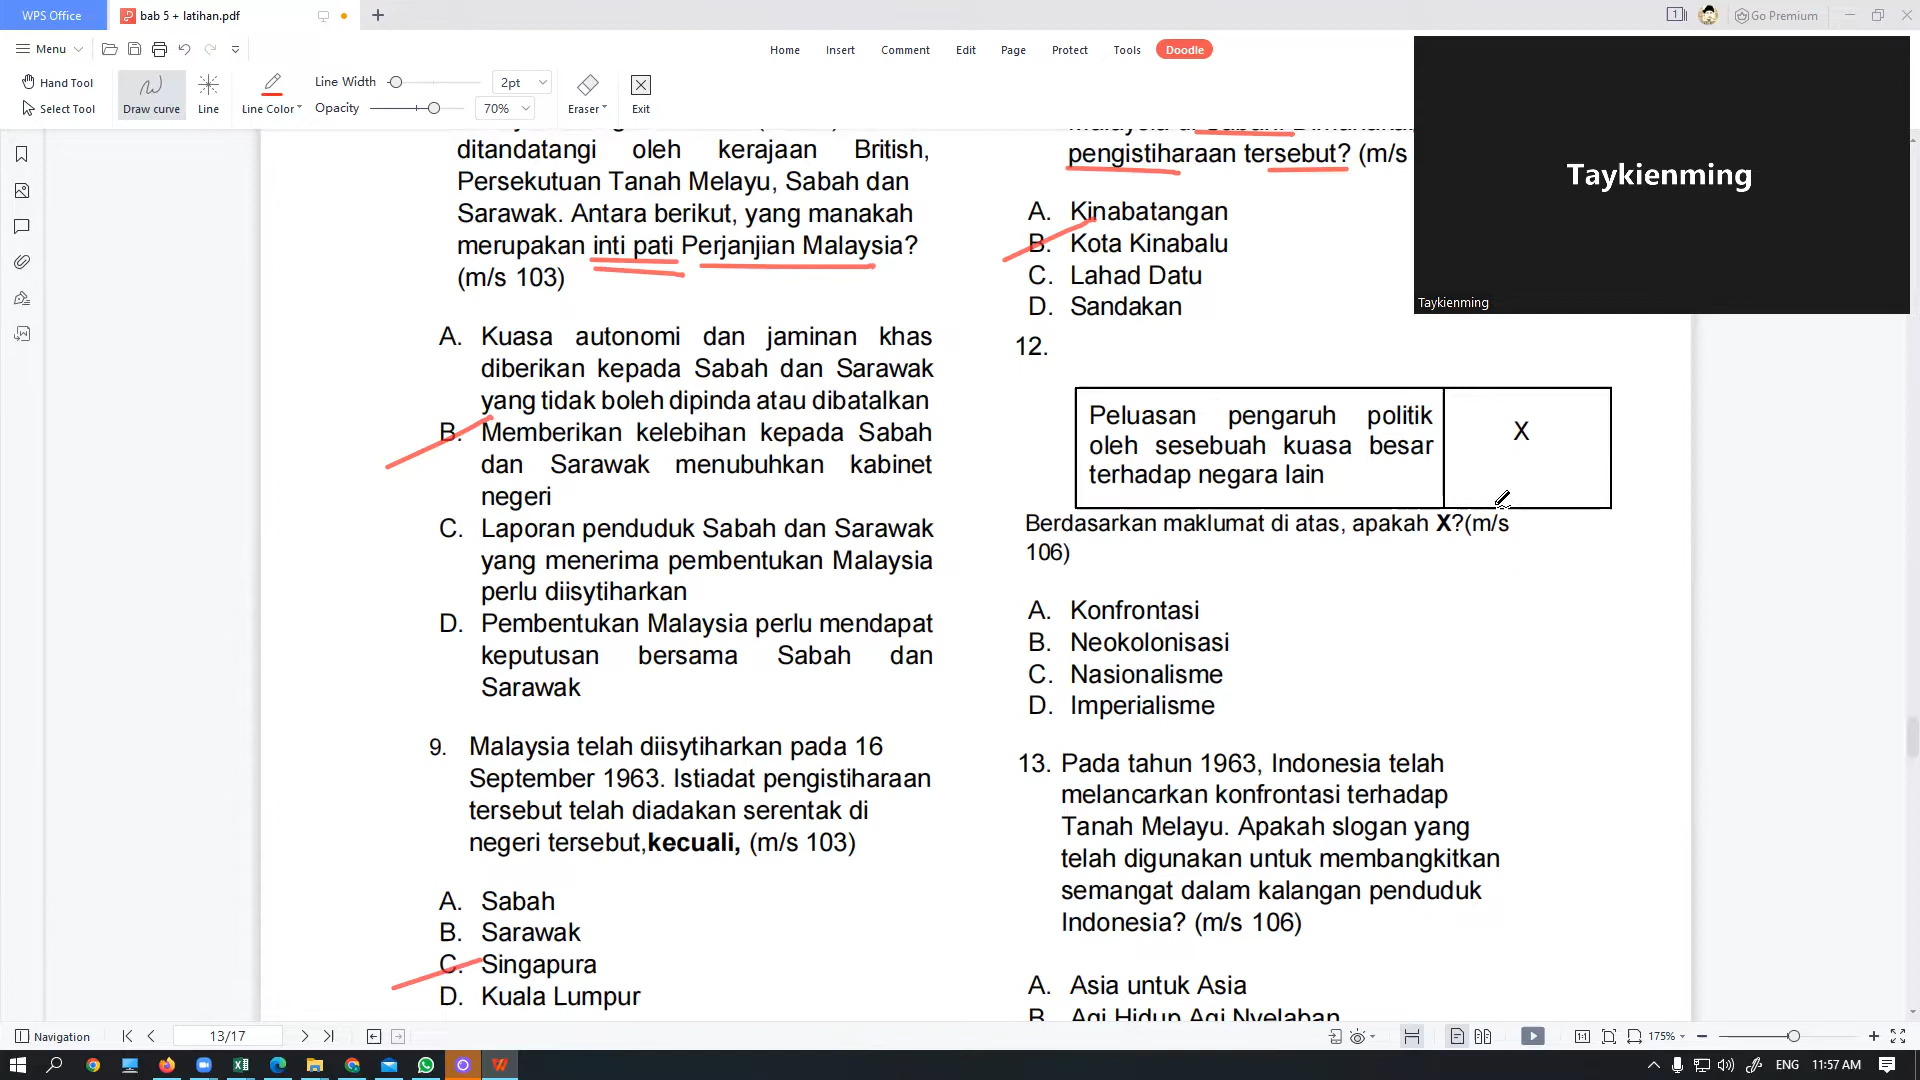 WPS Office
bab 5 + latihan.pdf
Go Premium
Menu
Home
Insert
Comment
Edit
Page
Protect
Tools
Doodle
Hand Tool
Select Tool
Draw curve
Line
Line Color
Line Width
2pt
Opacity
70%
Eraser
Exit
ditandatangi oleh kerajaan British,
Persekutuan Tanah Melayu, Sabah dan
Sarawak. Antara berikut, yang manakah
merupakan inti pati Perjanjian Malaysia?
(m/s 103)
A. Kuasa autonomi dan jaminan khas
diberikan kepada Sabah dan Sarawak
yang tidak boleh dipinda atau dibatalkan
B. Memberikan kelebihan kepada Sabah
dan Sarawak menubuhkan kabinet
negeri
C. Laporan penduduk Sabah dan Sarawak
yang menerima pembentukan Malaysia
perlu diisytiharkan
D. Pembentukan Malaysia perlu mendapat
keputusan bersama Sabah dan
Sarawak
9. Malaysia telah diisytiharkan pada 16
September 1963. Istiadat pengistiharaan
tersebut telah diadakan serentak di
negeri tersebut,kecuali, (m/s 103)
A. Sabah
B. Sarawak
C. Singapura
D. Kuala Lumpur
pengistiharaan tersebut? (m/s
A. Kinabatangan
B. Kota Kinabalu
C. Lahad Datu
D. Sandakan
12.
Peluasan pengaruh politik
oleh sesebuah kuasa besar
terhadap negara lain
X
Berdasarkan maklumat di atas, apakah X?(m/s
106)
A. Konfrontasi
B. Neokolonisasi
C. Nasionalisme
D. Imperialisme
13. Pada tahun 1963, Indonesia telah
melancarkan konfrontasi terhadap
Tanah Melayu. Apakah slogan yang
telah digunakan untuk membangkitkan
semangat dalam kalangan penduduk
Indonesia? (m/s 106)
A. Asia untuk Asia
B. Agi Hidup Agi Nyelaban
Taykienming
Taykienming
Navigation
13/17
175%
ENG
11:57 AM